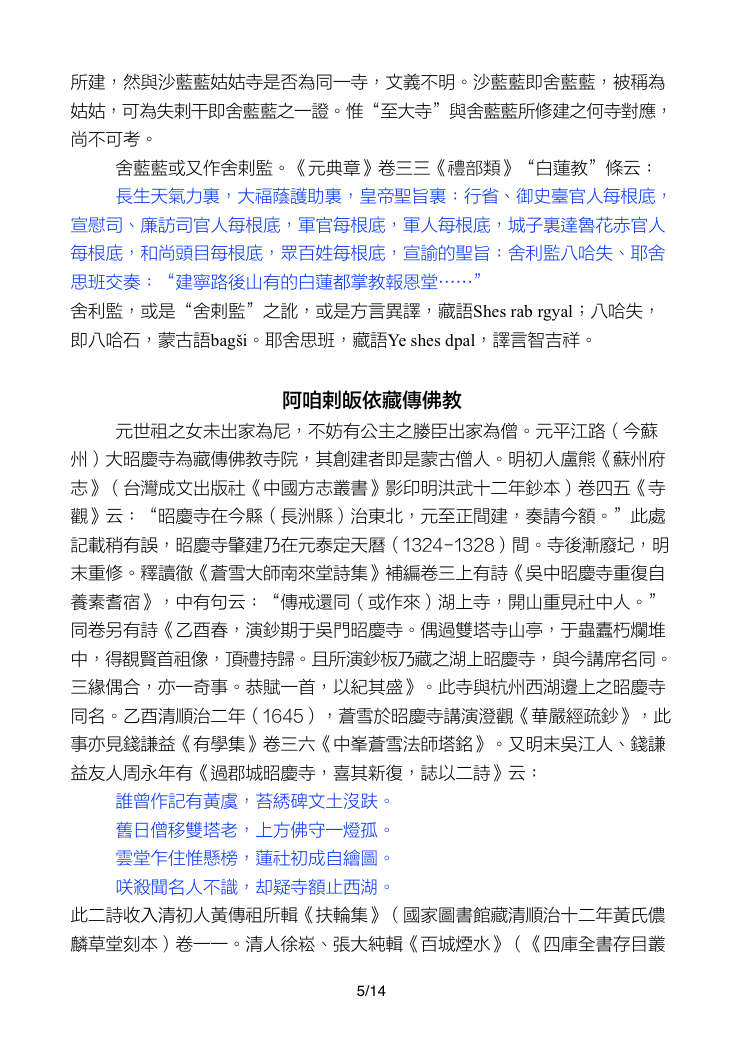 所建，然與沙藍藍姑姑寺是否為同一寺，文義不明。沙藍藍即舍藍藍，被稱為
姑姑，可為失剌干即舍藍藍之一證。惟“至大寺”與舍藍藍所修建之何寺對應，
尚不可考。
舍藍藍或又作舍剌監。《元典章》卷三三《禮部類》“白蓮教”條云：
長生天氣力裏，大福蔭護助裏，皇帝聖旨裏：行省、御史臺官人每根底，
宣慰司、廉訪司官人每根底，軍官每根底，軍人每根底，城子裏達魯花赤官人
每根底，和尚頭目每根底，眾百姓每根底，宣諭的聖旨：舍利監八哈失、耶舍
思班交奏：“建寧路後山有的白蓮都掌教報恩堂⋯⋯”
舍利監，或是“舍剌監”之訛，或是方言異譯，藏語Shes rab rgyal；八哈失，
即八哈石，蒙古語bagši。耶舍思班，藏語Ye shes dpal，譯言智吉祥。
阿咱剌皈依藏傳佛教
元世祖之女未出家為尼，不妨有公主之媵臣出家為僧。元平江路（今蘇
州）大昭慶寺為藏傳佛教寺院，其創建者即是蒙古僧人。明初人盧熊《蘇州府
志》（台灣成文出版社《中國方志叢書》影印明洪武十二年鈔本）卷四五《寺
觀》云：“昭慶寺在今縣（長洲縣）治東北，元至正間建，奏請今額。”此處
記載稍有誤，昭慶寺肇建乃在元泰定天曆（1324-1328）間。寺後漸廢圮，明
末重修。釋讀徹《蒼雪大師南來堂詩集》補編卷三上有詩《吳中昭慶寺重復自
養素耆宿》，中有句云：“傳戒還同（或作來）湖上寺，開山重見社中人。”
同卷另有詩《乙酉春，演鈔期于吳門昭慶寺。偶過雙塔寺山亭，于蟲蠹朽爛堆
中，得覩賢首祖像，頂禮持歸。且所演鈔板乃藏之湖上昭慶寺，與今講席名同。
三緣偶合，亦一奇事。恭賦一首，以紀其盛》。此寺與杭州西湖邊上之昭慶寺
同名。乙酉清順治二年（1645），蒼雪於昭慶寺講演澄觀《華嚴經疏鈔》，此
事亦見錢謙益《有學集》卷三六《中峯蒼雪法師塔銘》。又明末吳江人、錢謙
益友人周永年有《過郡城昭慶寺，喜其新復，誌以二詩》云：
誰曾作記有黃虞，苔綉碑文土沒趺。
舊日僧移雙塔老，上方佛守一燈孤。
雲堂乍住惟懸榜，蓮社初成自繪圖。
咲殺聞名人不識，却疑寺額止西湖。
此二詩收入清初人黃傳祖所輯《扶輪集》（國家圖書館藏清順治十二年黃氏儂
麟草堂刻本）卷一一。清人徐崧、張大純輯《百城煙水》（《四庫全書存目叢
5/14